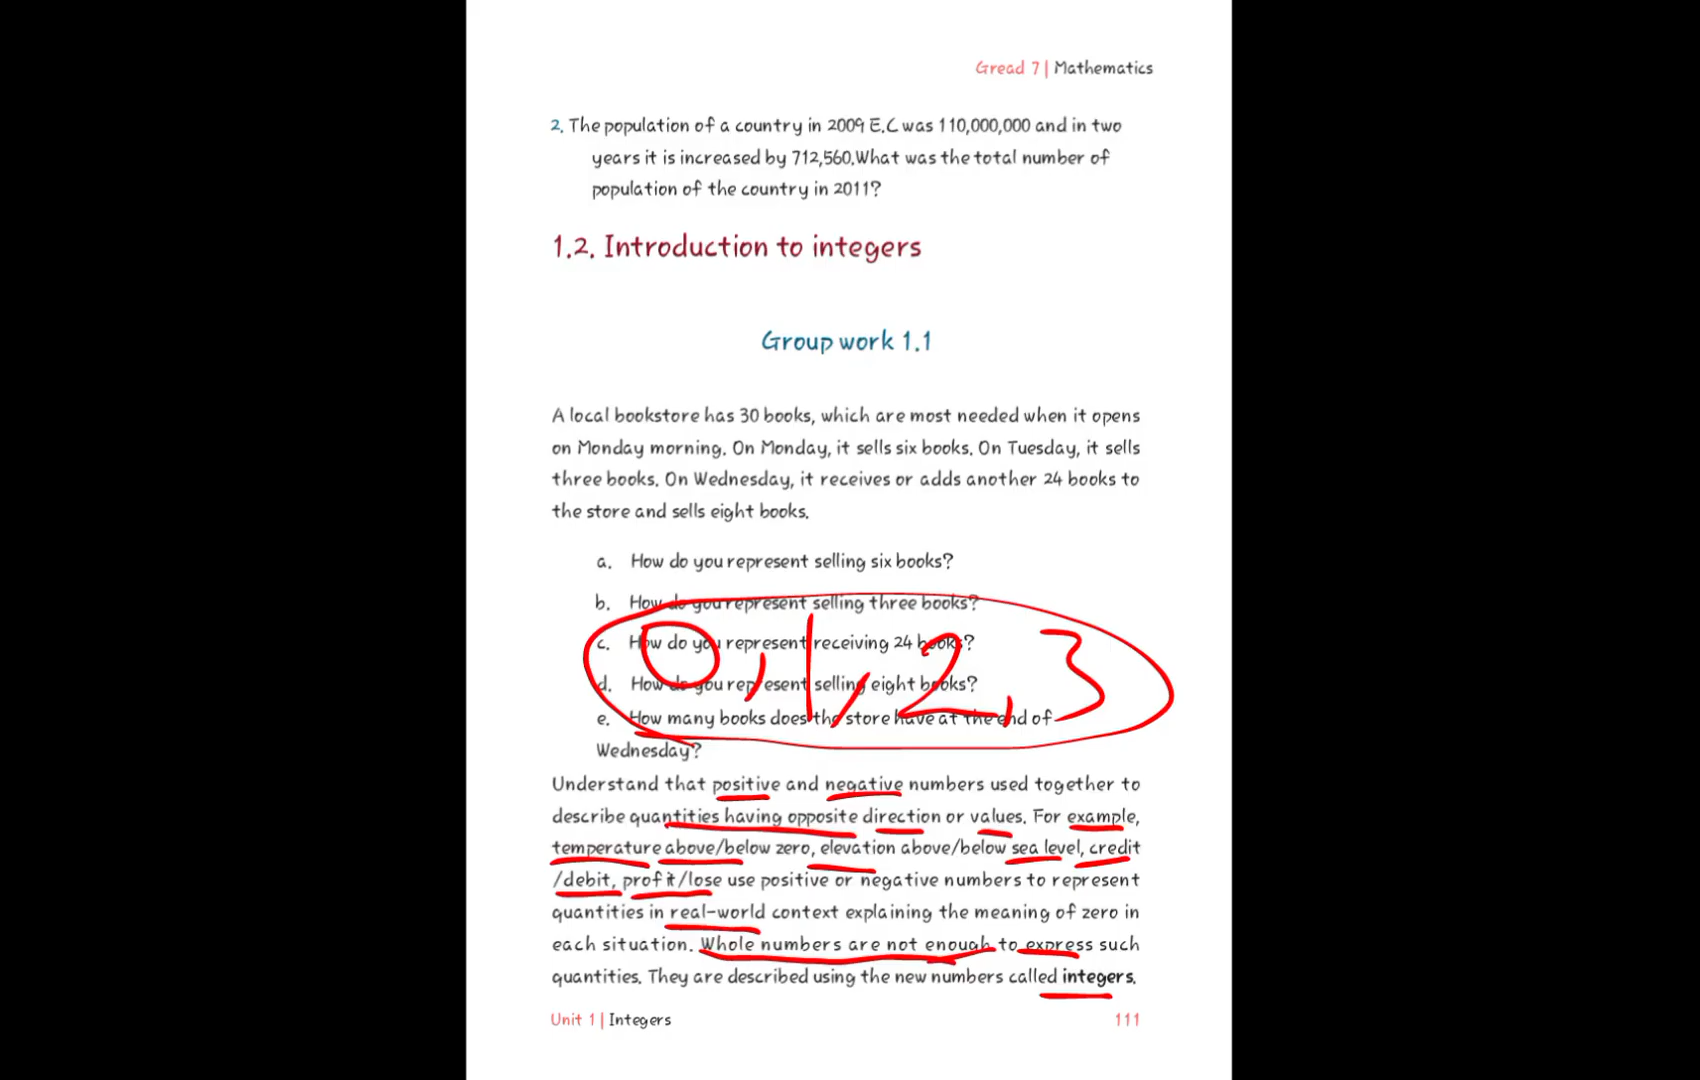 Gread 7 | Mathematics
2. The population of a country in 2009 E.C was 110,000,000 and in two
years it is increased by 712,560.What was the total number of
population of the country in 2011?
1.2. Introduction to integers
Group work 1.1
A local bookstore has 30 books, which are most needed when it opens
on Monday morning. On Monday, it sells six books. On Tuesday, it sells
three books. On Wednesday, it receives or adds another 24 books to
the store and sells eight books.
a. How do you represent selling six books?
b. How do you represent selling three books?
c. How do you represent receiving 24 books?
0, 1, 2, 3
d. How do you represent selling eight books?
e. How many books does the store have at the end of
Wednesday?
Understand that positive and negative numbers used together to
describe quantities having opposite direction or values. For example,
temperature above/below zero, elevation above/below sea level, credit
/debit, profit/lose use positive or negative numbers to represent
quantities in real-world context explaining the meaning of zero in
each situation. Whole numbers are not enough to express such
quantities. They are described using the new numbers called integers.
Unit 1 | Integers 111